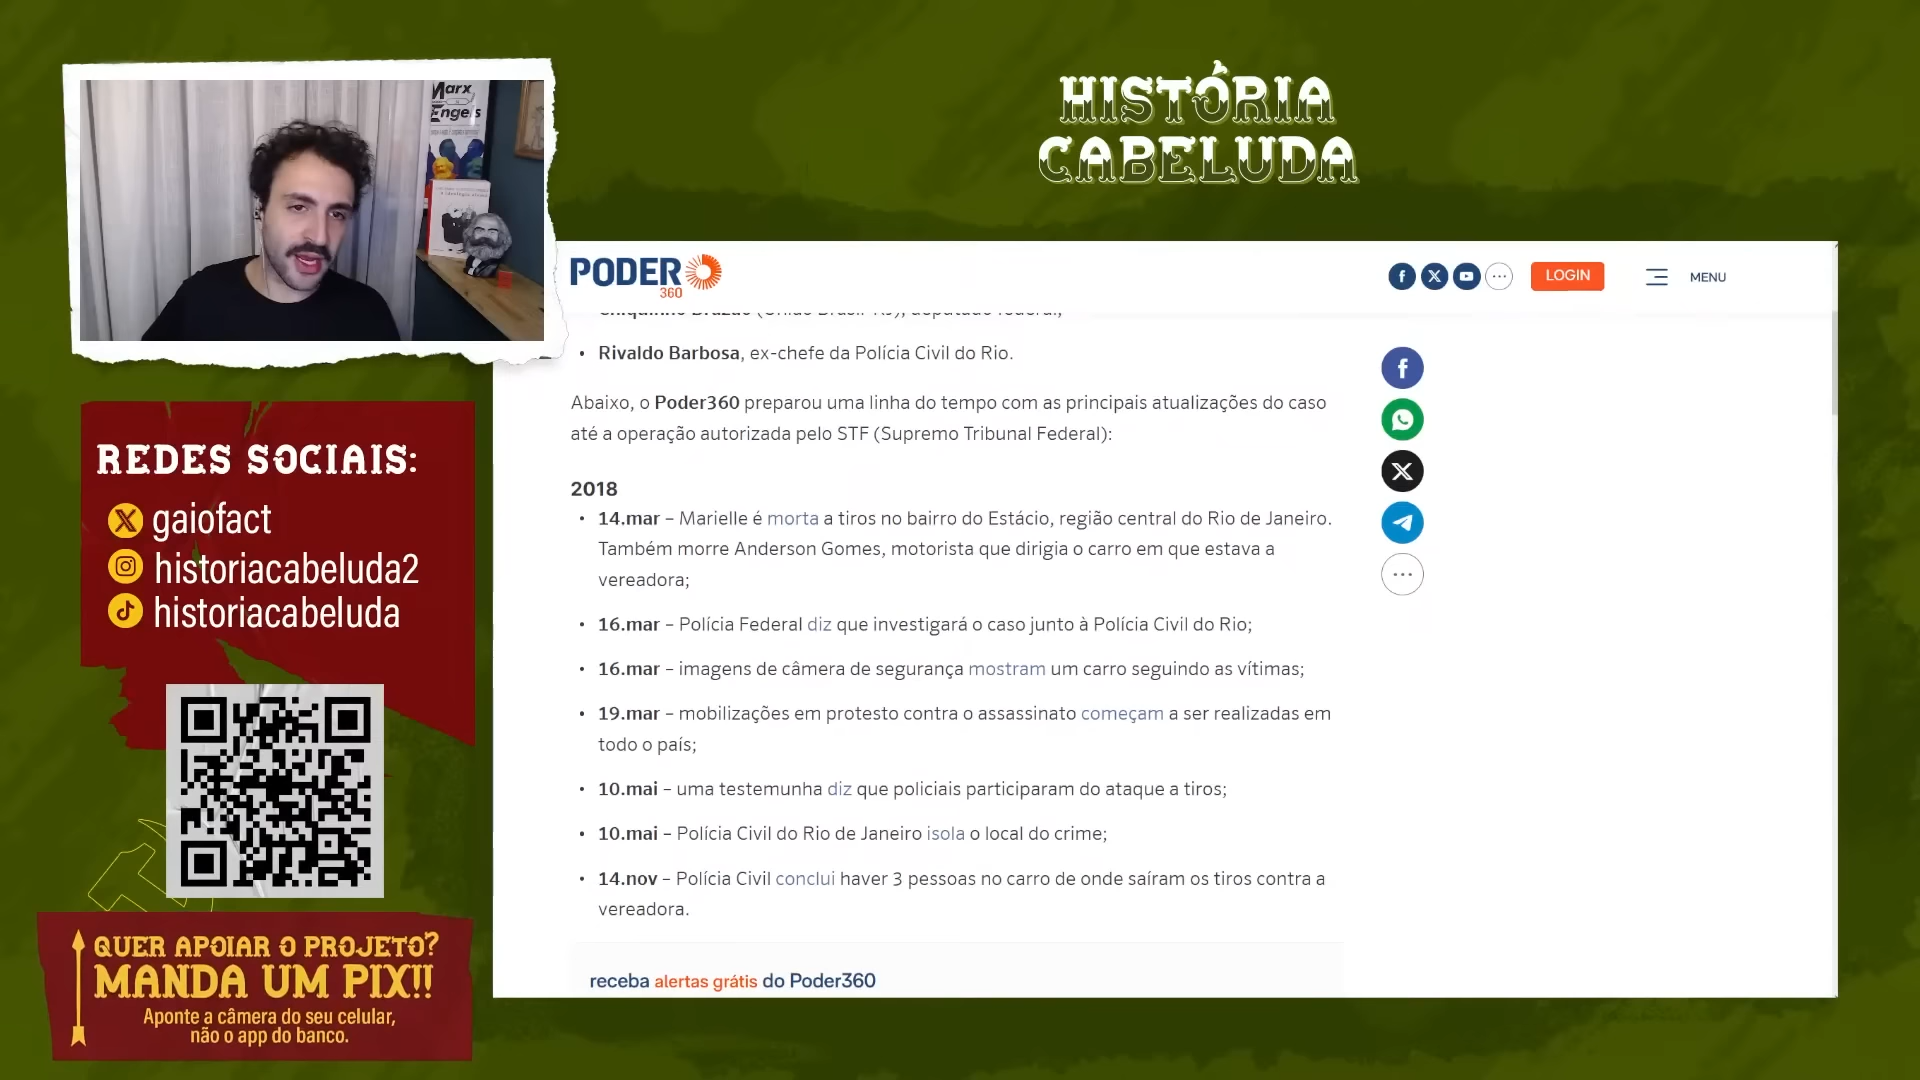 HISTÓRIA
CABELUDA
Marx
Engels
PODER
360
LOGIN
MENU
Chiquinho Brazão (União Brasil-RJ), deputado federal;
• Rivaldo Barbosa, ex-chefe da Polícia Civil do Rio.
Abaixo, o Poder360 preparou uma linha do tempo com as principais atualizações do caso
até a operação autorizada pelo STF (Supremo Tribunal Federal):
2018
• 14.mar – Marielle é morta a tiros no bairro do Estácio, região central do Rio de Janeiro.
Também morre Anderson Gomes, motorista que dirigia o carro em que estava a
vereadora;
• 16.mar – Polícia Federal diz que investigará o caso junto à Polícia Civil do Rio;
• 16.mar – imagens de câmera de segurança mostram um carro seguindo as vítimas;
• 19.mar – mobilizações em protesto contra o assassinato começam a ser realizadas em
todo o país;
• 10.mai – uma testemunha diz que policiais participaram do ataque a tiros;
• 10.mai – Polícia Civil do Rio de Janeiro isola o local do crime;
• 14.nov – Polícia Civil conclui haver 3 pessoas no carro de onde saíram os tiros contra a
vereadora.
receba alertas grátis do Poder360
REDES SOCIAIS:
gaiofact
historiacabeluda2
historiacabeluda
QUER APOIAR O PROJETO?
MANDA UM PIX!!
Aponte a câmera do seu celular,
não o app do banco.